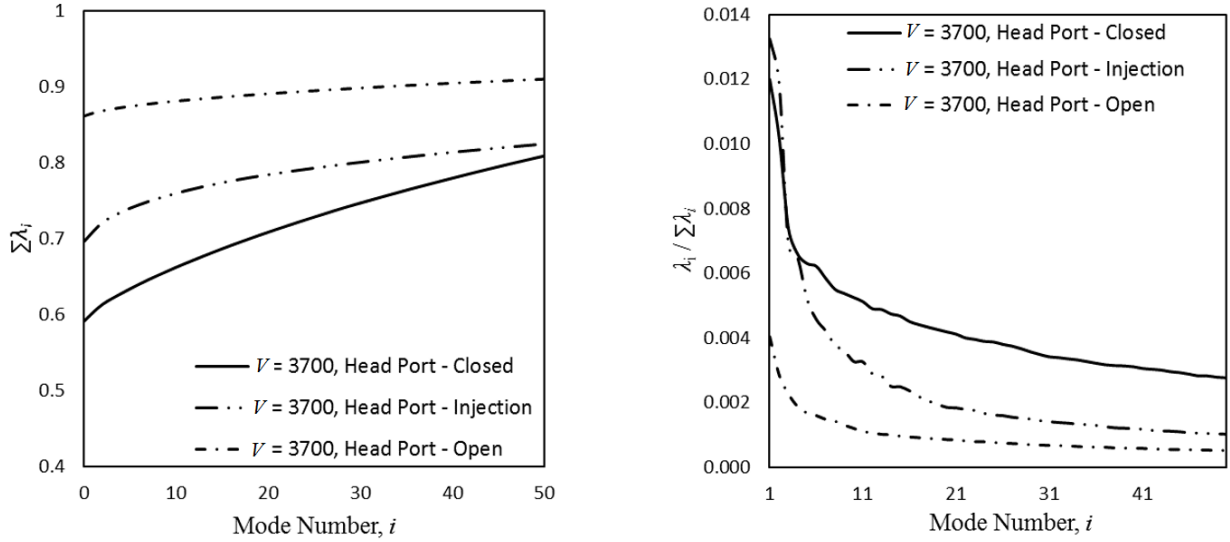 1
0.9
0.8
0.7
0.6
0.5
0.4
Σλi
V = 3700, Head Port - Closed
V = 3700, Head Port - Injection
V = 3700, Head Port - Open
0 10 20 30 40 50
Mode Number, i
0.014
0.012
0.010
0.008
0.006
0.004
0.002
0.000
λi / Σλi
V = 3700, Head Port - Closed
V = 3700, Head Port - Injection
V = 3700, Head Port - Open
1 11 21 31 41
Mode Number, i